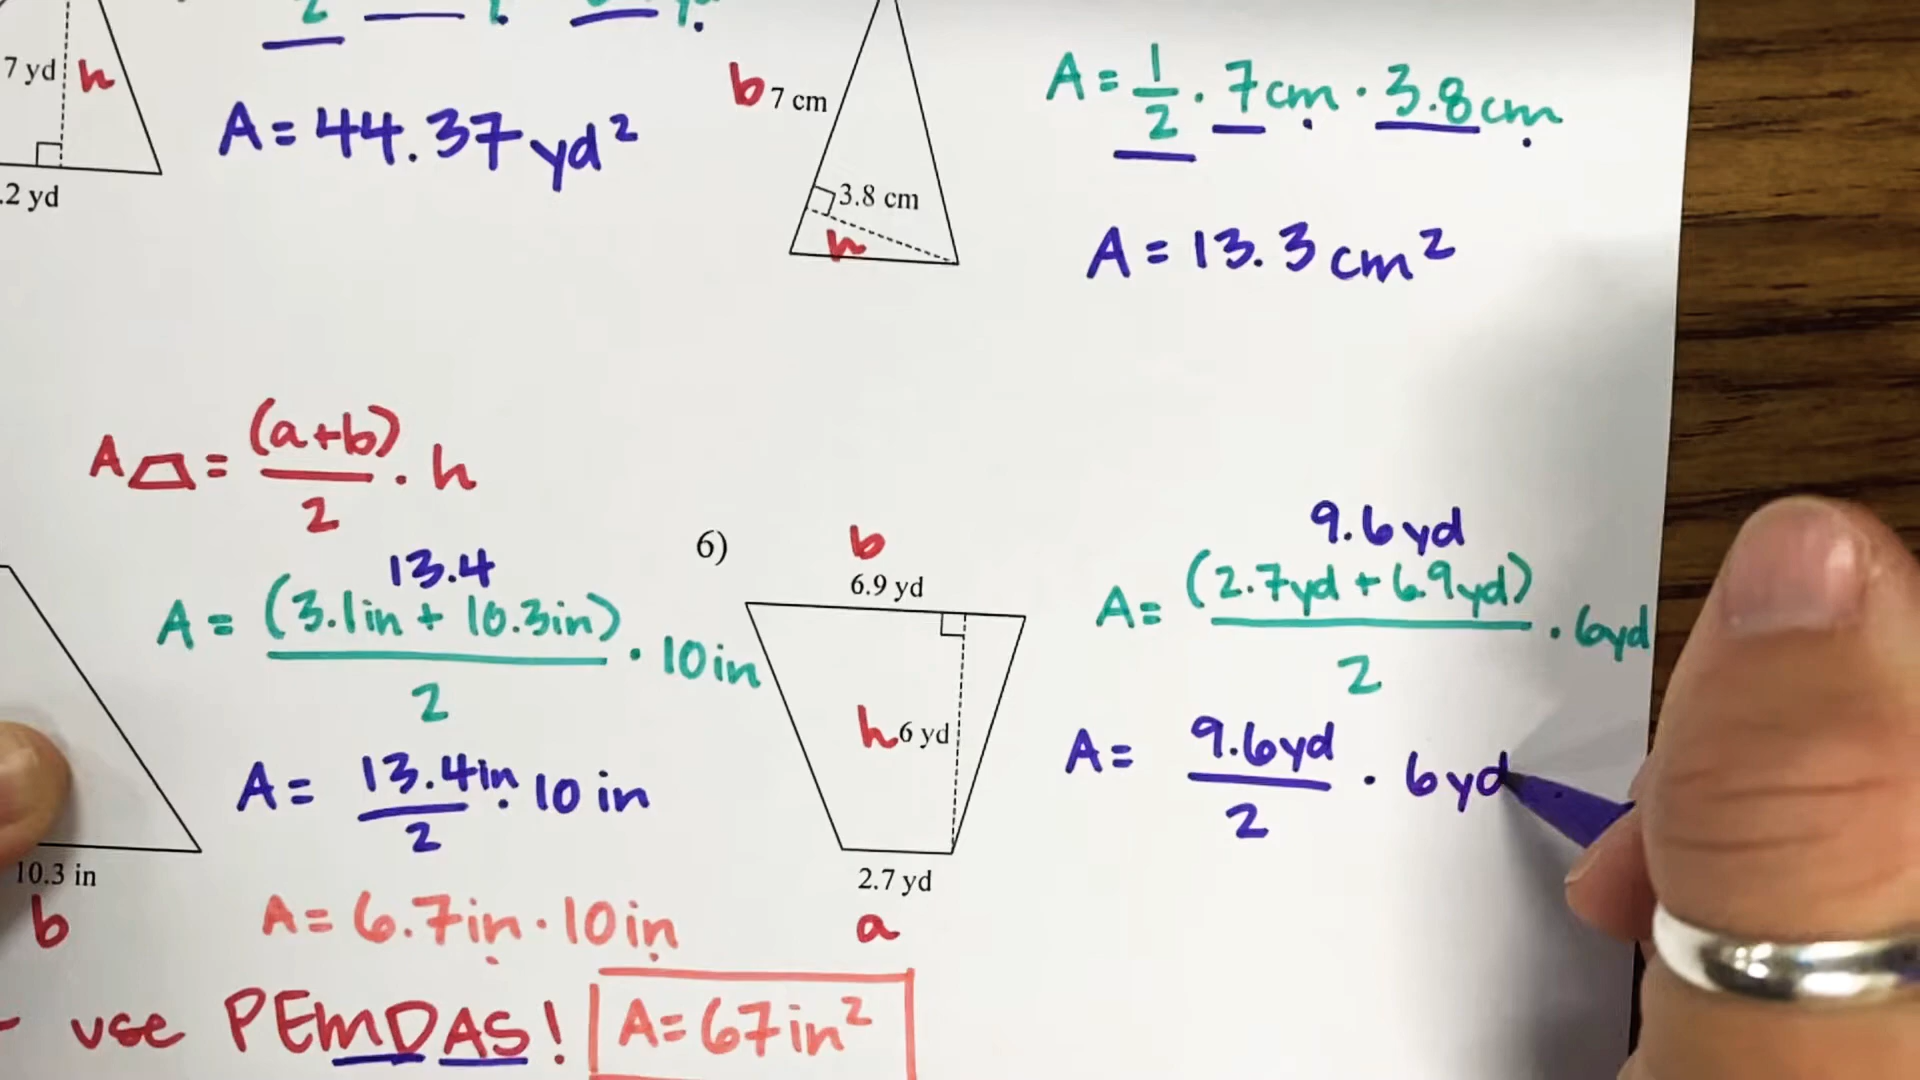 7 yd h
.2 yd
A = 44.37 yd²
b 7 cm
3.8 cm
h
A = 1/2 · 7cm · 3.8cm
A = 13.3 cm²
A⏢ = (a+b)/2 · h
13.4
A = (3.1in + 10.3in)/2 · 10in
A = 13.4in/2 · 10 in
10.3 in
b
A = 6.7in · 10in
use PEMDAS!
A = 67in²
6)
b
6.9 yd
h 6 yd
2.7 yd
a
9.6yd
A = (2.7yd + 6.9yd)/2 · 6yd
A = 9.6yd/2 · 6yd